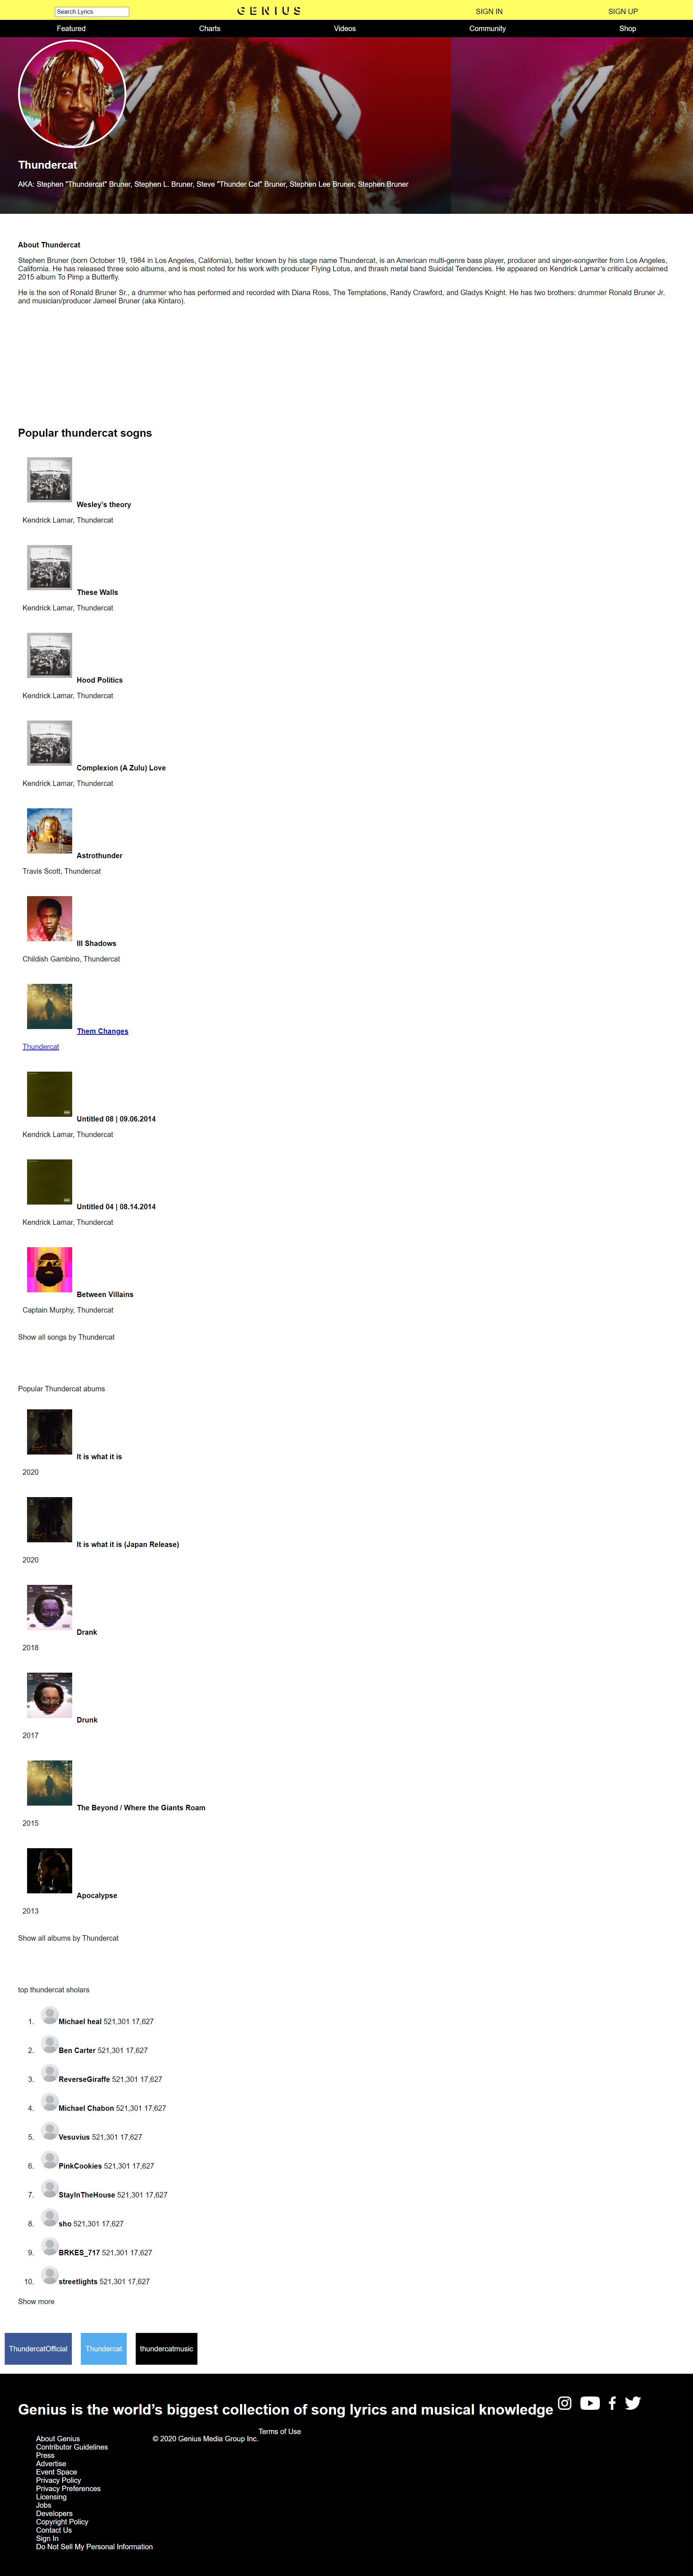 Search Lyrics
GENIUS
SIGN IN
SIGN UP
Featured
Charts
Videos
Community
Shop
Thundercat
AKA: Stephen "Thundercat" Bruner, Stephen L. Bruner, Steve "Thunder Cat" Bruner, Stephen Lee Bruner, Stephen Bruner
About Thundercat
Stephen Bruner (born October 19, 1984 in Los Angeles, California), better known by his stage name Thundercat, is an American multi-genre bass player, producer and singer-songwriter from Los Angeles,
California. He has released three solo albums, and is most noted for his work with producer Flying Lotus, and thrash metal band Suicidal Tendencies. He appeared on Kendrick Lamar's critically acclaimed
2015 album To Pimp a Butterfly.
He is the son of Ronald Bruner Sr., a drummer who has performed and recorded with Diana Ross, The Temptations, Randy Crawford, and Gladys Knight. He has two brothers: drummer Ronald Bruner Jr.
and musician/producer Jameel Bruner (aka Kintaro).
Popular thundercat sogns
Wesley's theory
Kendrick Lamar, Thundercat
These Walls
Kendrick Lamar, Thundercat
Hood Politics
Kendrick Lamar, Thundercat
Complexion (A Zulu) Love
Kendrick Lamar, Thundercat
Astrothunder
Travis Scott, Thundercat
III Shadows
Childish Gambino, Thundercat
Them Changes
Thundercat
Untitled 08 | 09.06.2014
Kendrick Lamar, Thundercat
Untitled 04 | 08.14.2014
Kendrick Lamar, Thundercat
Between Villains
Captain Murphy, Thundercat
Show all songs by Thundercat
Popular Thundercat abums
It is what it is
2020
It is what it is (Japan Release)
2020
Drank
2018
Drunk
2017
The Beyond / Where the Giants Roam
2015
Apocalypse
2013
Show all albums by Thundercat
top thundercat sholars
1. Michael heal 521,301 17,627
2. Ben Carter 521,301 17,627
3. ReverseGiraffe 521,301 17,627
4. Michael Chabon 521,301 17,627
5. Vesuvius 521,301 17,627
6. PinkCookies 521,301 17,627
7. StayInTheHouse 521,301 17,627
8. sho 521,301 17,627
9. BRKES_717 521,301 17,627
10. streetlights 521,301 17,627
Show more
ThundercatOfficial
Thundercat
thundercatmusic
Genius is the world's biggest collection of song lyrics and musical knowledge
About Genius
Contributor Guidelines
Press
Advertise
Event Space
Privacy Policy
Privacy Preferences
Licensing
Jobs
Developers
Copyright Policy
Contact Us
Sign In
Do Not Sell My Personal Information
© 2020 Genius Media Group Inc.
Terms of Use